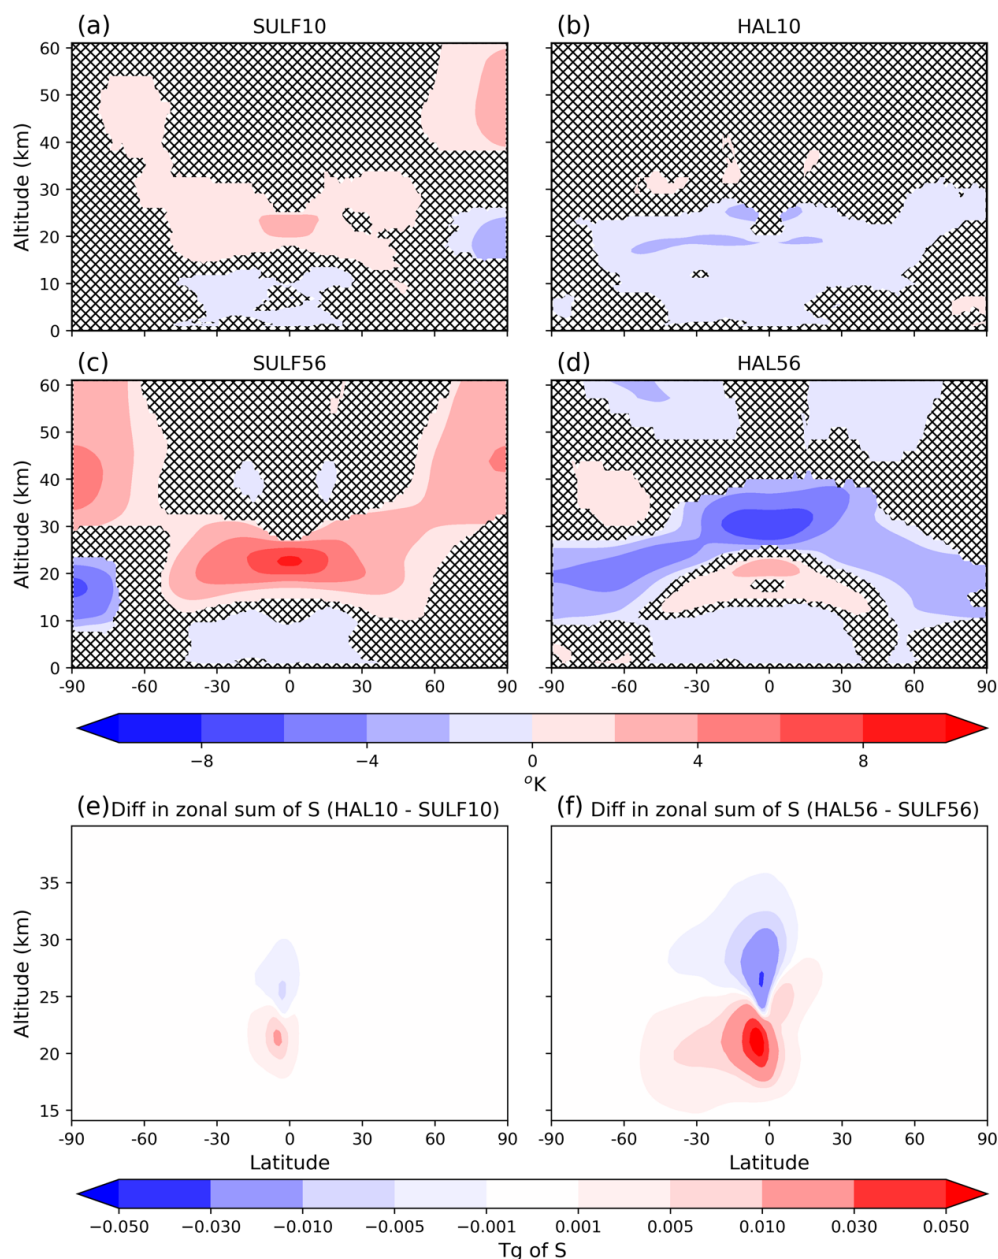 (a) SULF10
(b) HAL10
60
50
40
30
20
10
0
Altitude (km)
(c) SULF56
(d) HAL56
60
50
40
30
20
10
0
Altitude (km)
-90 -60 -30 0 30 60 90
-90 -60 -30 0 30 60 90
−8 −4 0 4 8
°K
(e) Diff in zonal sum of S (HAL10 - SULF10)
(f) Diff in zonal sum of S (HAL56 - SULF56)
35
30
25
20
15
Altitude (km)
-90 -60 -30 0 30 60 90
-90 -60 -30 0 30 60 90
Latitude
Latitude
−0.050 −0.030 −0.010 −0.005 −0.001 0.001 0.005 0.010 0.030 0.050
Tg of S